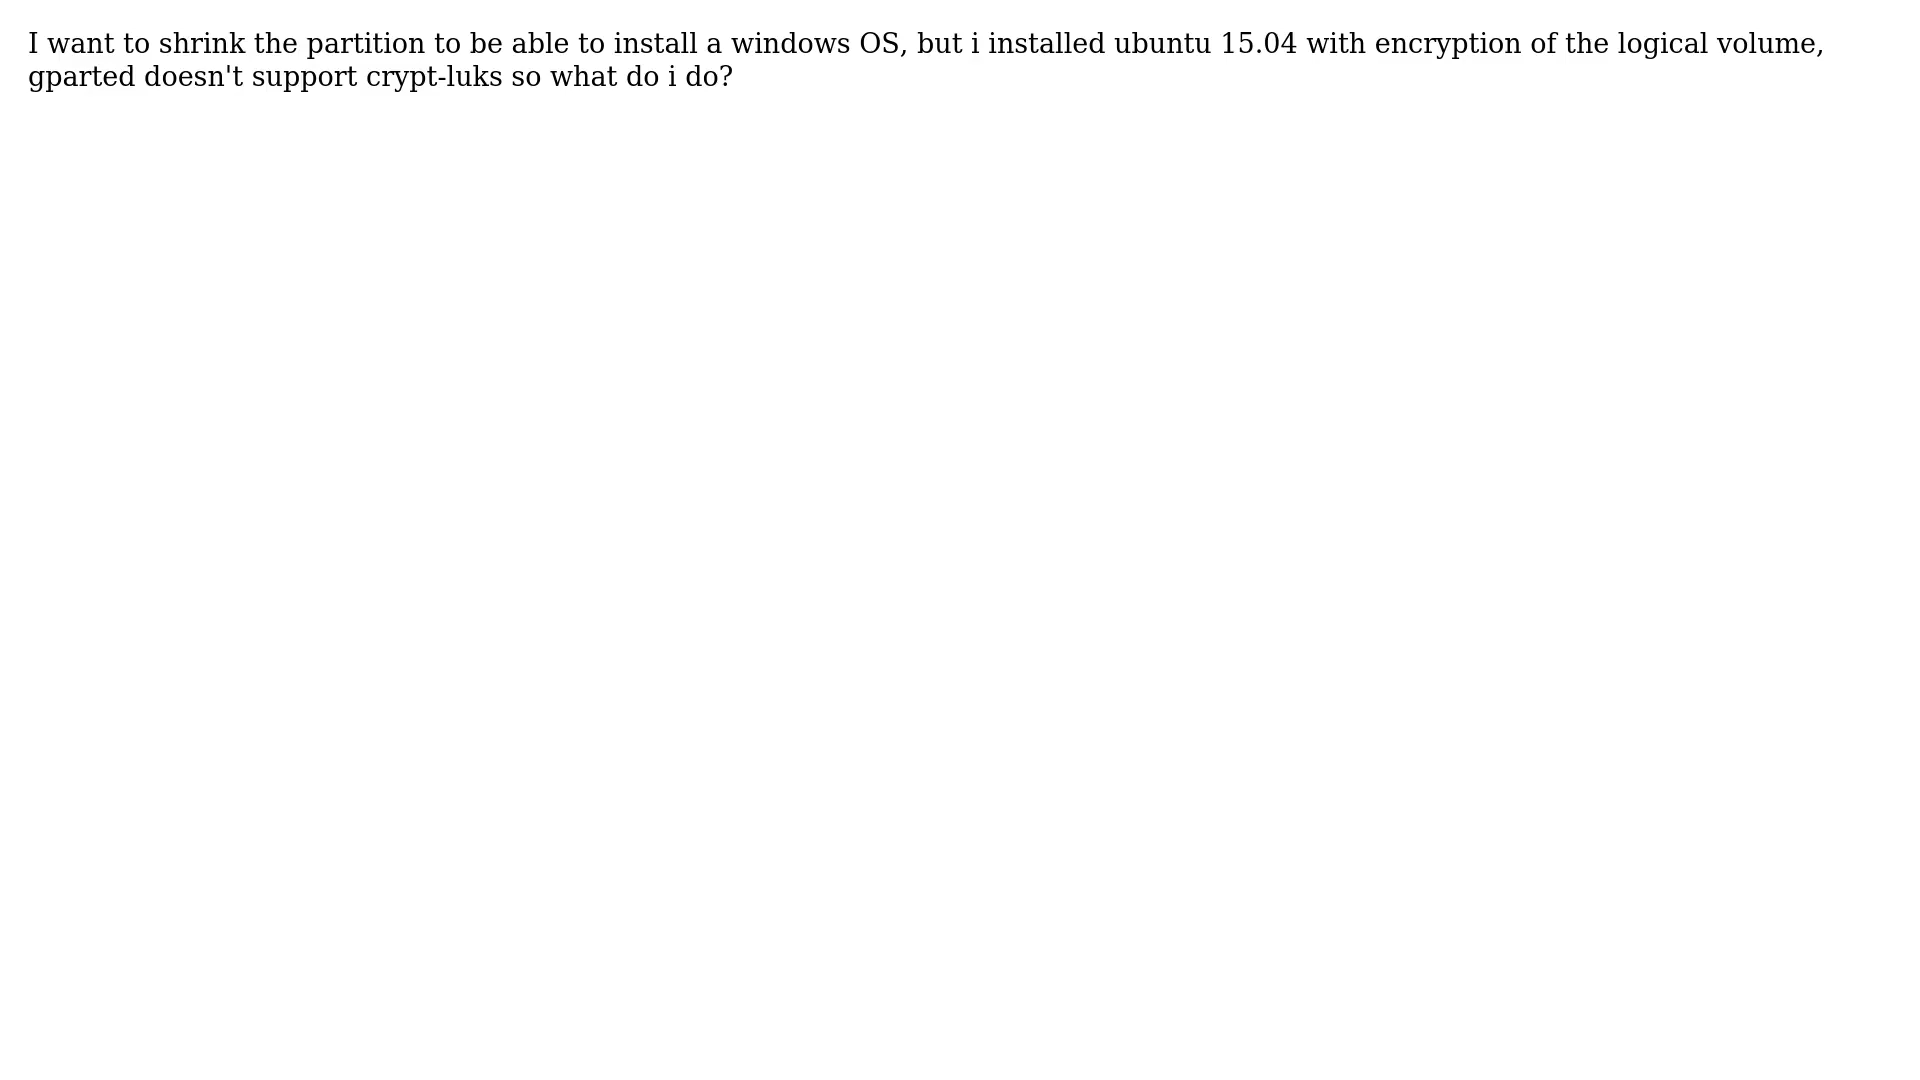 I want to shrink the partition to be able to install a windows OS, but i installed ubuntu 15.04 with encryption of the logical volume,
gparted doesn't support crypt-luks so what do i do?